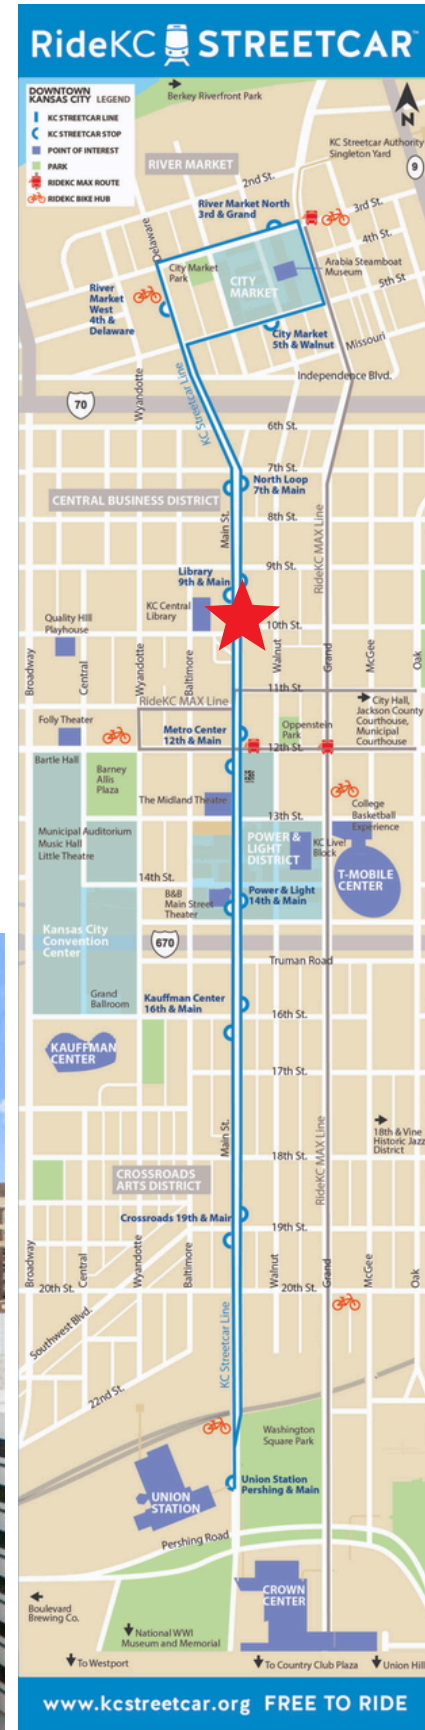 RideKC STREETCAR
DOWNTOWN
KANSAS CITY LEGEND
KC STREETCAR LINE
KC STREETCAR STOP
POINT OF INTEREST
PARK
RIDEKC MAX ROUTE
RIDEKC BIKE HUB
Berkey Riverfront Park
N
KC Streetcar Authority
Singleton Yard
9
RIVER MARKET
2nd St.
River Market North
3rd & Grand
3rd St.
4th St.
5th St
Delaware
City Market
Park
CITY
MARKET
Arabia Steamboat
Museum
River
Market
West
4th &
Delaware
City Market
5th & Walnut
Missouri
Independence Blvd.
Wyandotte
KC Streetcar Line
70
6th St.
7th St.
North Loop
7th & Main
CENTRAL BUSINESS DISTRICT
Main St.
8th St.
RideKC MAX Line
9th St.
Library
9th & Main
KC Central
Library
10th St.
Quality Hill
Playhouse
Broadway
Central
Wyandotte
Baltimore
Walnut
Grand
McGee
Oak
11th St.
RideKC MAX Line
City Hall,
Jackson County
Courthouse,
Municipal
Courthouse
Folly Theater
Metro Center
12th & Main
Oppenstein
Park
12th St.
Bartle Hall
Barney
Allis
Plaza
The Midland Theatre
13th St.
College
Basketball
Experience
Municipal Auditorium
Music Hall
Little Theatre
POWER &
LIGHT
DISTRICT
KC Live!
Block
T-MOBILE
CENTER
14th St.
B&B
Main Street
Theater
Power & Light
14th & Main
Kansas City
Convention
Center
670
Truman Road
Grand
Ballroom
Kauffman Center
16th & Main
16th St.
KAUFFMAN
CENTER
17th St.
Main St.
RideKC MAX Line
18th & Vine
Historic Jazz
District
18th St.
CROSSROADS
ARTS DISTRICT
Crossroads 19th & Main
19th St.
Broadway
Central
Wyandotte
Baltimore
Walnut
Grand
McGee
Oak
20th St.
20th St.
Southwest Blvd.
KC Streetcar Line
22nd St.
Washington
Square Park
Union Station
Pershing & Main
UNION
STATION
Pershing Road
CROWN
CENTER
Boulevard
Brewing Co.
National WWI
Museum and Memorial
To Westport
To Country Club Plaza
Union Hill
www.kcstreetcar.org FREE TO RIDE